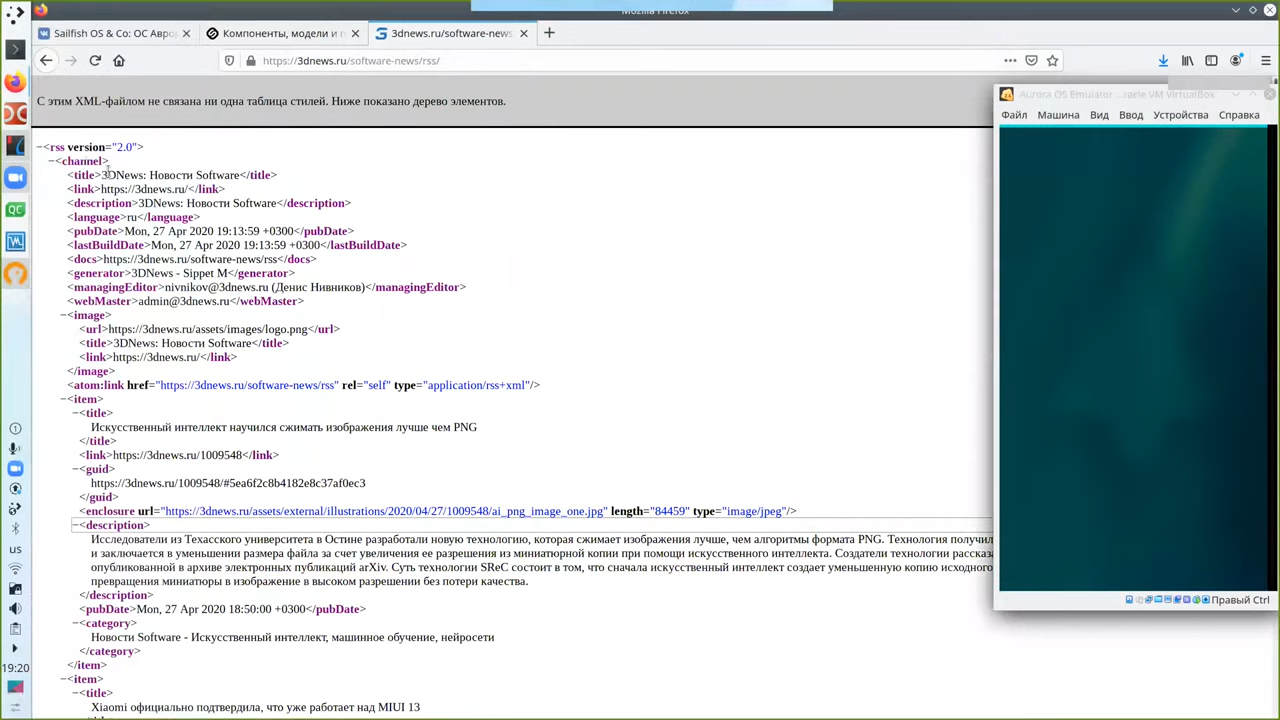 Mozilla Firefox
Sailfish OS & Co: ОС Авро
Компоненты, модели и п
3dnews.ru/software-news
https://3dnews.ru/software-news/rss/
С этим XML-файлом не связана ни одна таблица стилей. Ниже показано дерево элементов.
−<rss version="2.0">
−<channel>
<title>3DNews: Новости Software</title>
<link>https://3dnews.ru/</link>
<description>3DNews: Новости Software</description>
<language>ru</language>
<pubDate>Mon, 27 Apr 2020 19:13:59 +0300</pubDate>
<lastBuildDate>Mon, 27 Apr 2020 19:13:59 +0300</lastBuildDate>
<docs>https://3dnews.ru/software-news/rss</docs>
<generator>3DNews - Sippet M</generator>
<managingEditor>nivnikov@3dnews.ru (Денис Нивников)</managingEditor>
<webMaster>admin@3dnews.ru</webMaster>
−<image>
<url>https://3dnews.ru/assets/images/logo.png</url>
<title>3DNews: Новости Software</title>
<link>https://3dnews.ru/</link>
</image>
<atom:link href="https://3dnews.ru/software-news/rss" rel="self" type="application/rss+xml"/>
−<item>
−<title>
Искусственный интеллект научился сжимать изображения лучше чем PNG
</title>
<link>https://3dnews.ru/1009548</link>
−<guid>
https://3dnews.ru/1009548/#5ea6f2c8b4182e8c37af0ec3
</guid>
<enclosure url="https://3dnews.ru/assets/external/illustrations/2020/04/27/1009548/ai_png_image_one.jpg" length="84459" type="image/jpeg"/>
−<description>
Исследователи из Техасского университета в Остине разработали новую технологию, которая сжимает изображения лучше, чем алгоритмы формата PNG. Технология получил
и заключается в уменьшении размера файла за счет увеличения ее разрешения из миниатюрной копии при помощи искусственного интеллекта. Создатели технологии рассказа
опубликованной в архиве электронных публикаций arXiv. Суть технологии SReC состоит в том, что сначала искусственный интеллект создает уменьшенную копию исходного
превращения миниатюры в изображение в высоком разрешении без потери качества.
</description>
<pubDate>Mon, 27 Apr 2020 18:50:00 +0300</pubDate>
−<category>
Новости Software - Искусственный интеллект, машинное обучение, нейросети
</category>
</item>
−<item>
−<title>
Xiaomi официально подтвердила, что уже работает над MIUI 13
Aurora OS Emulator ...racle VM VirtualBox
Файл Машина Вид Ввод Устройства Справка
Правый Ctrl
QC
us
19:20